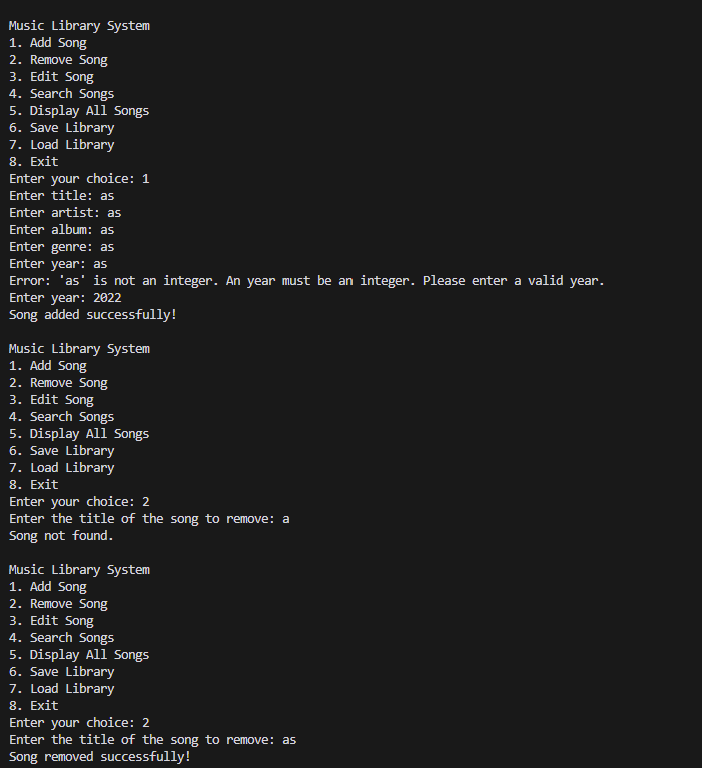 Music Library System
1. Add Song
2. Remove Song
3. Edit Song
4. Search Songs
5. Display All Songs
6. Save Library
7. Load Library
8. Exit
Enter your choice: 1
Enter title: as
Enter artist: as
Enter album: as
Enter genre: as
Enter year: as
Error: 'as' is not an integer. An year must be an integer. Please enter a valid year.
Enter year: 2022
Song added successfully!
Music Library System
1. Add Song
2. Remove Song
3. Edit Song
4. Search Songs
5. Display All Songs
6. Save Library
7. Load Library
8. Exit
Enter your choice: 2
Enter the title of the song to remove: a
Song not found.
Music Library System
1. Add Song
2. Remove Song
3. Edit Song
4. Search Songs
5. Display All Songs
6. Save Library
7. Load Library
8. Exit
Enter your choice: 2
Enter the title of the song to remove: as
Song removed successfully!